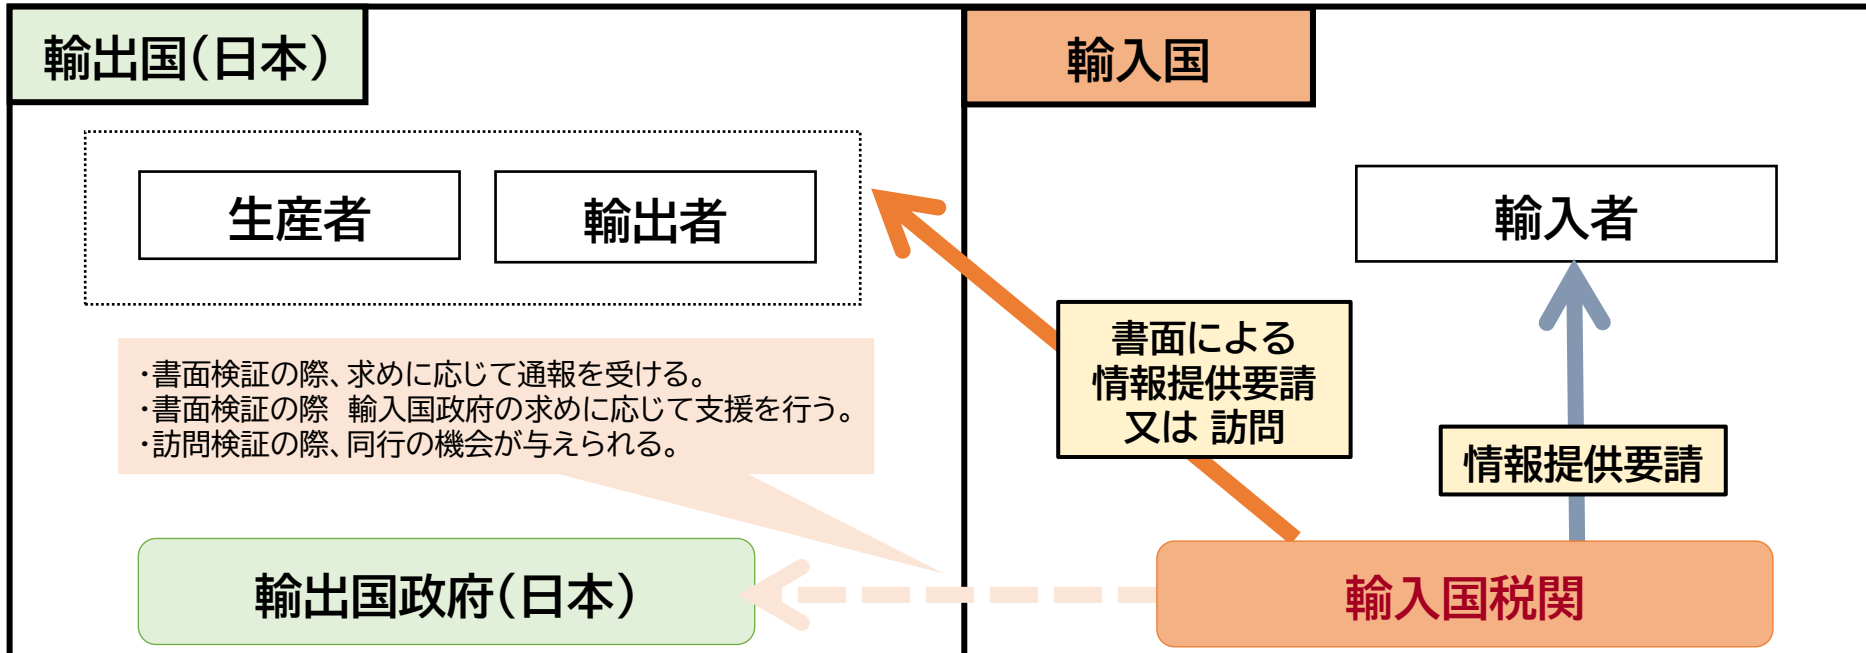 輸出国(日本)
輸入国
生産者
輸出者
輸入者
書面による
情報提供要請
又は 訪問
情報提供要請
・書面検証の際、求めに応じて通報を受ける。
・書面検証の際 輸入国政府の求めに応じて支援を行う。
・訪問検証の際、同行の機会が与えられる。
輸出国政府(日本)
輸入国税関